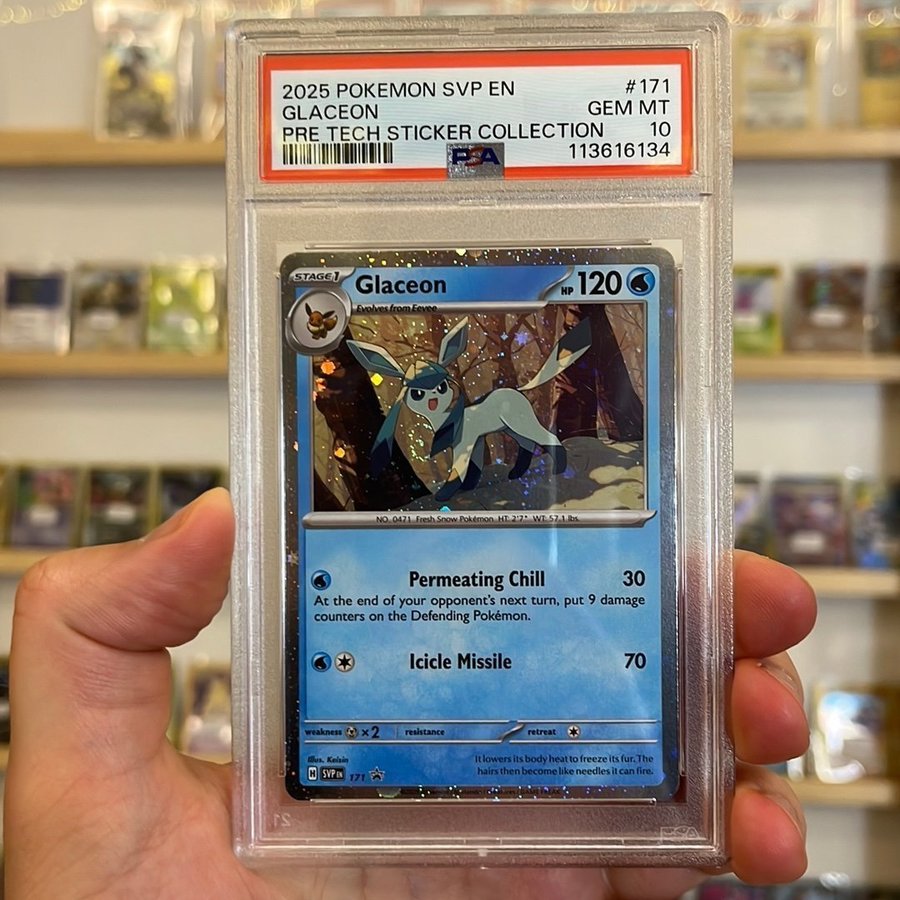 2025 POKEMON SVP EN #171
GLACEON GEM MT
PRE TECH STICKER COLLECTION 10
PSA 113616134
STAGE 1 Glaceon HP 120
Evolves from Eevee
NO. 0471 Fresh Snow Pokémon HT: 2'7" WT: 57.1 lbs.
Permeating Chill 30
At the end of your opponent's next turn, put 9 damage
counters on the Defending Pokémon.
Icicle Missile 70
weakness ×2 resistance retreat
Illus. Keisin
It lowers its body heat to freeze its fur. The
hairs then become like needles it can fire.
H SVP EN 171